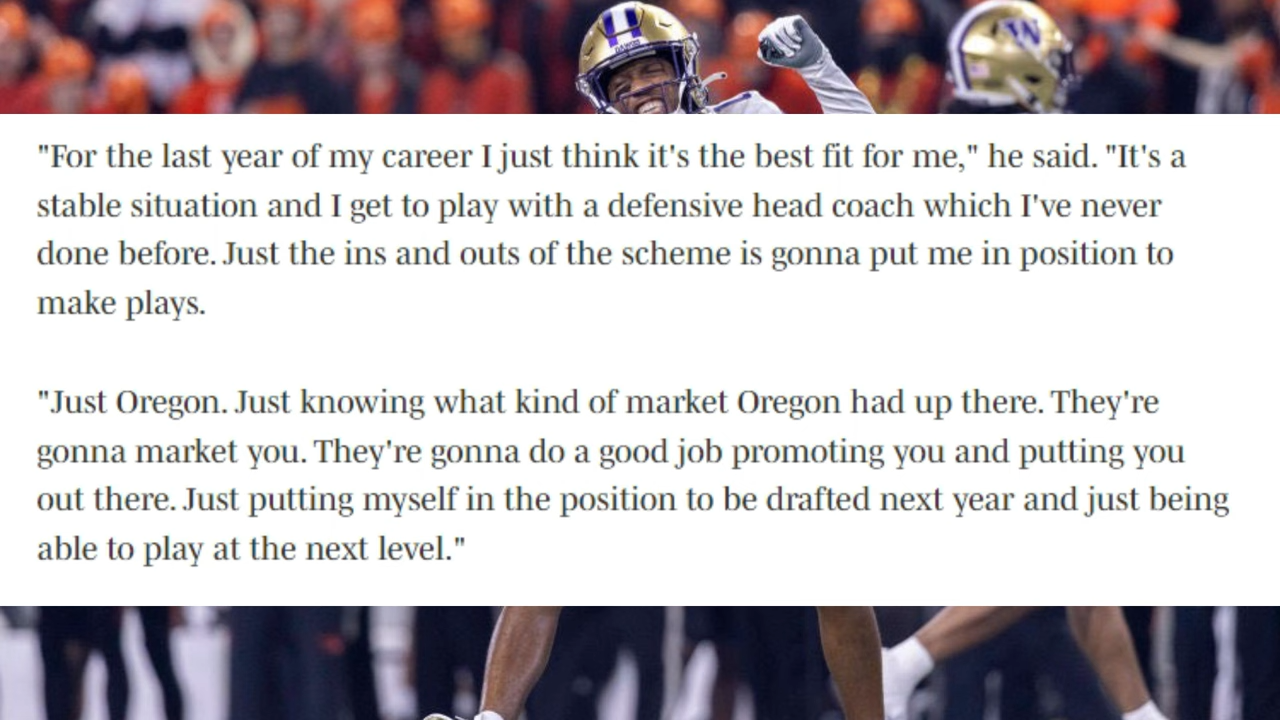 "For the last year of my career I just think it's the best fit for me," he said. "It's a
stable situation and I get to play with a defensive head coach which I've never
done before. Just the ins and outs of the scheme is gonna put me in position to
make plays.
"Just Oregon. Just knowing what kind of market Oregon had up there. They're
gonna market you. They're gonna do a good job promoting you and putting you
out there. Just putting myself in the position to be drafted next year and just being
able to play at the next level."
W